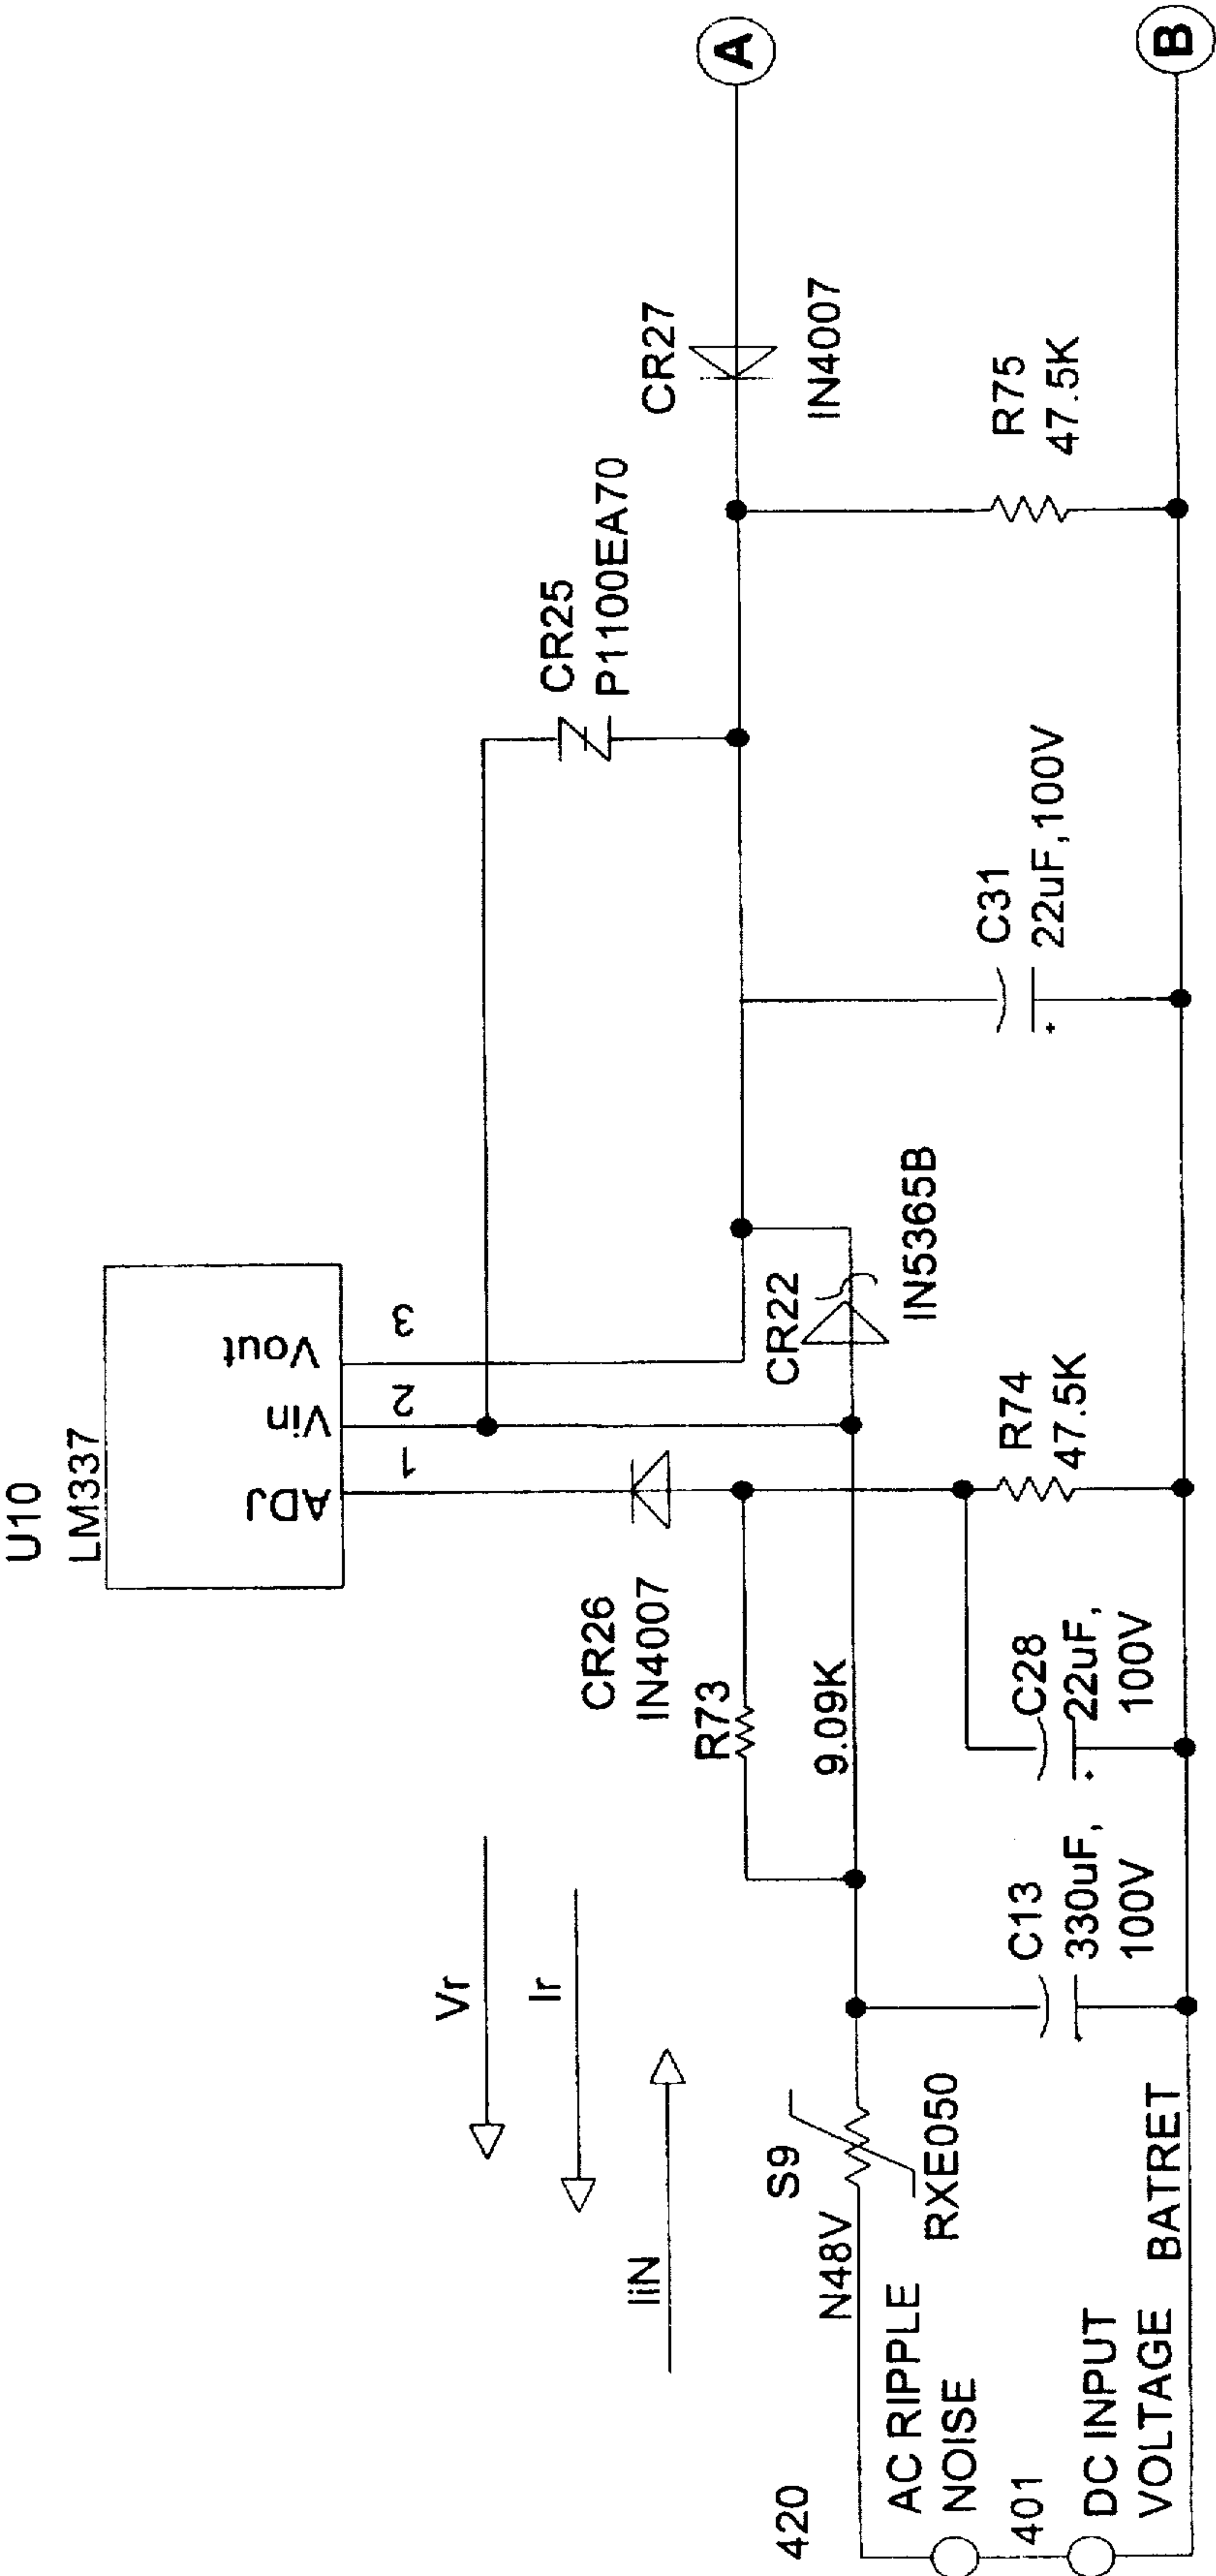 U10
LM337
ADJ
Vin
Vout
1
2
3
CR26
IN4007
R73
9.09K
CR22
IN5365B
CR25
P1100EA70
CR27
IN4007
A
Vr
Ir
IiN
S9
RXE050
N48V
420
AC RIPPLE
NOISE
401
DC INPUT
VOLTAGE
BATRET
C13
330uF,
100V
C28
22uF,
100V
R74
47.5K
C31
22uF,100V
R75
47.5K
B